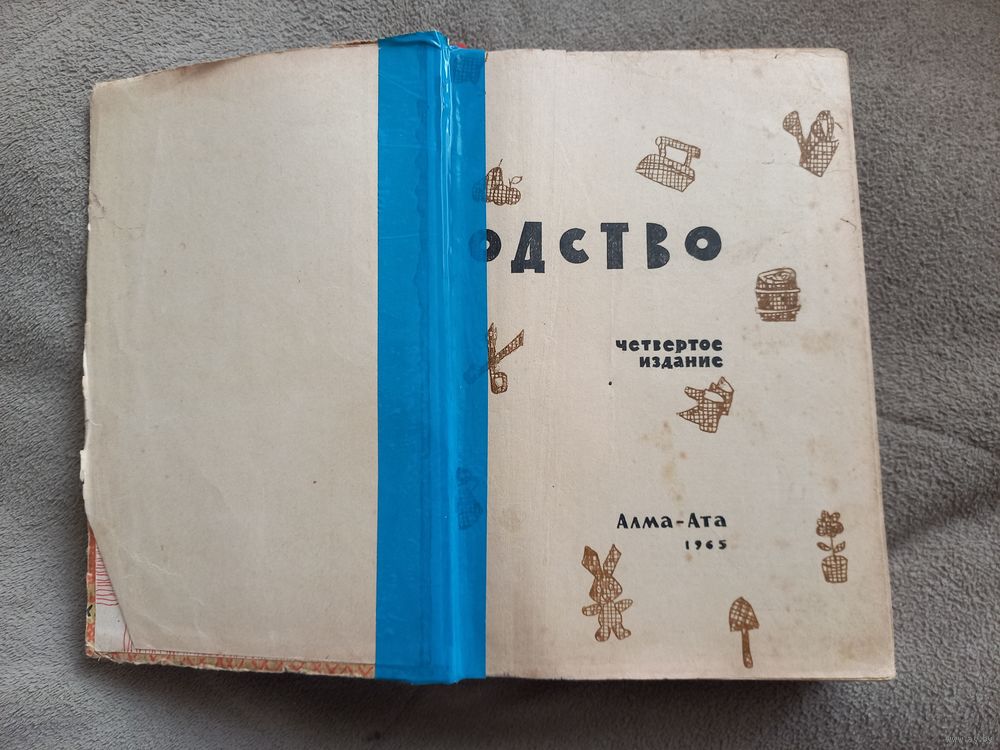 одство
четвертое
издание
Алма-Ата
1965